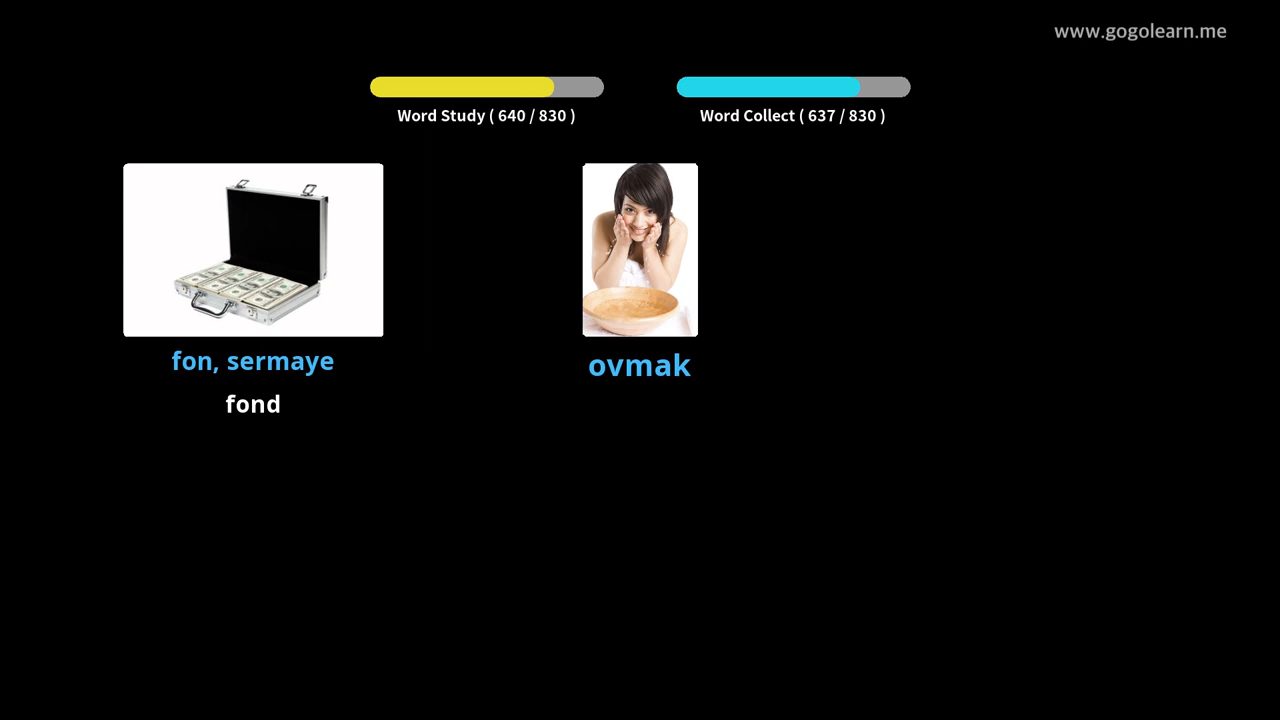 www.gogolearn.me
Word Study ( 640 / 830 )
Word Collect ( 637 / 830 )
fon, sermaye
fond
ovmak